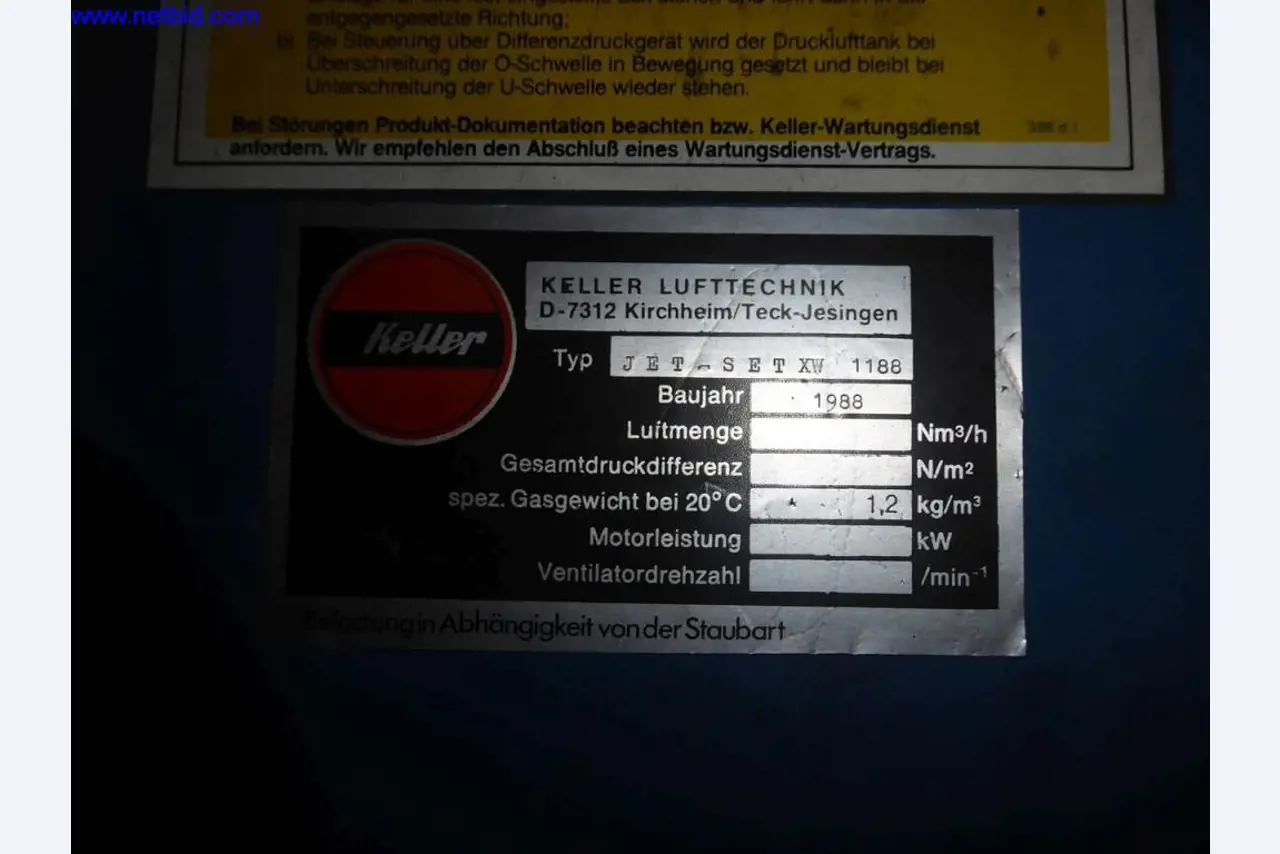 www.netbid.com
entgegengesetzte Richtung;
b) Bei Steuerung über Differenzdruckgerät wird der Drucklufttank bei
Überschreitung der O-Schwelle in Bewegung gesetzt und bleibt bei
Unterschreitung der U-Schwelle wieder stehen.
Bei Störungen Produkt-Dokumentation beachten bzw. Keller-Wartungsdienst
anfordern. Wir empfehlen den Abschluß eines Wartungsdienst-Vertrags.
Keller
KELLER LUFTTECHNIK
D-7312 Kirchheim/Teck-Jesingen
Typ JET-SET XW 1188
Baujahr 1988
Luftmenge Nm³/h
Gesamtdruckdifferenz N/m²
spez. Gasgewicht bei 20°C 1,2 kg/m³
Motorleistung kW
Ventilatordrehzahl /min⁻¹
Belastung in Abhängigkeit von der Staubart